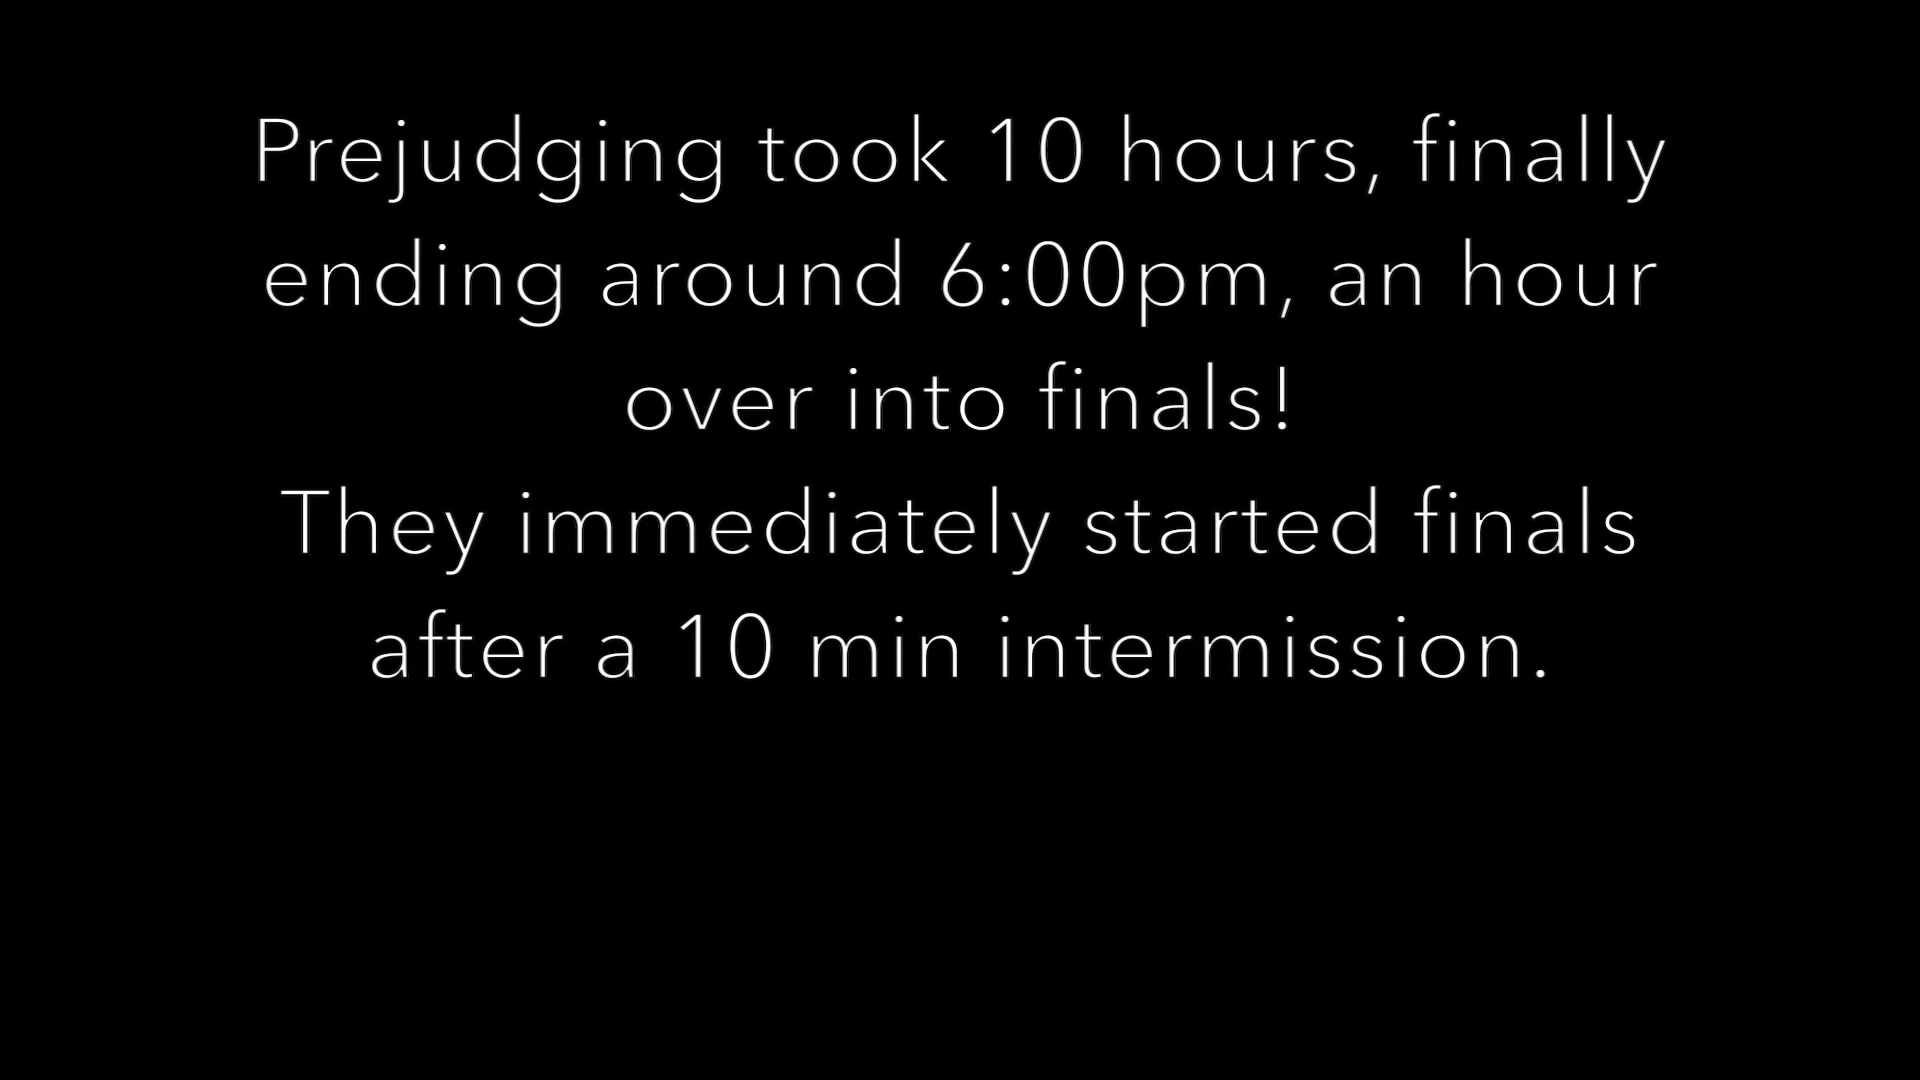 Prejudging took 10 hours, finally
ending around 6:00pm, an hour
over into finals!
They immediately started finals
after a 10 min intermission.